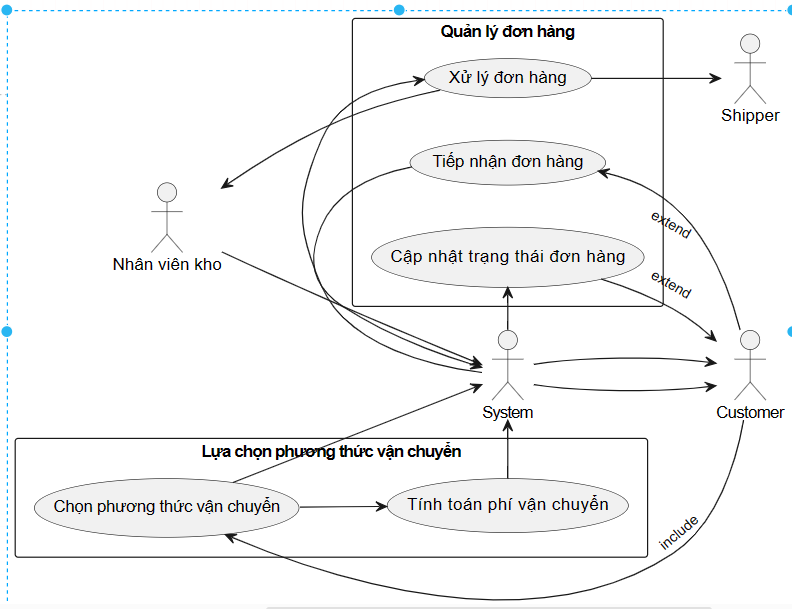 Quản lý đơn hàng
Xử lý đơn hàng
Shipper
Tiếp nhận đơn hàng
Nhân viên kho
extend
Cập nhật trạng thái đơn hàng
extend
System
Customer
Lựa chọn phương thức vận chuyển
Chọn phương thức vận chuyển
Tính toán phí vận chuyển
include